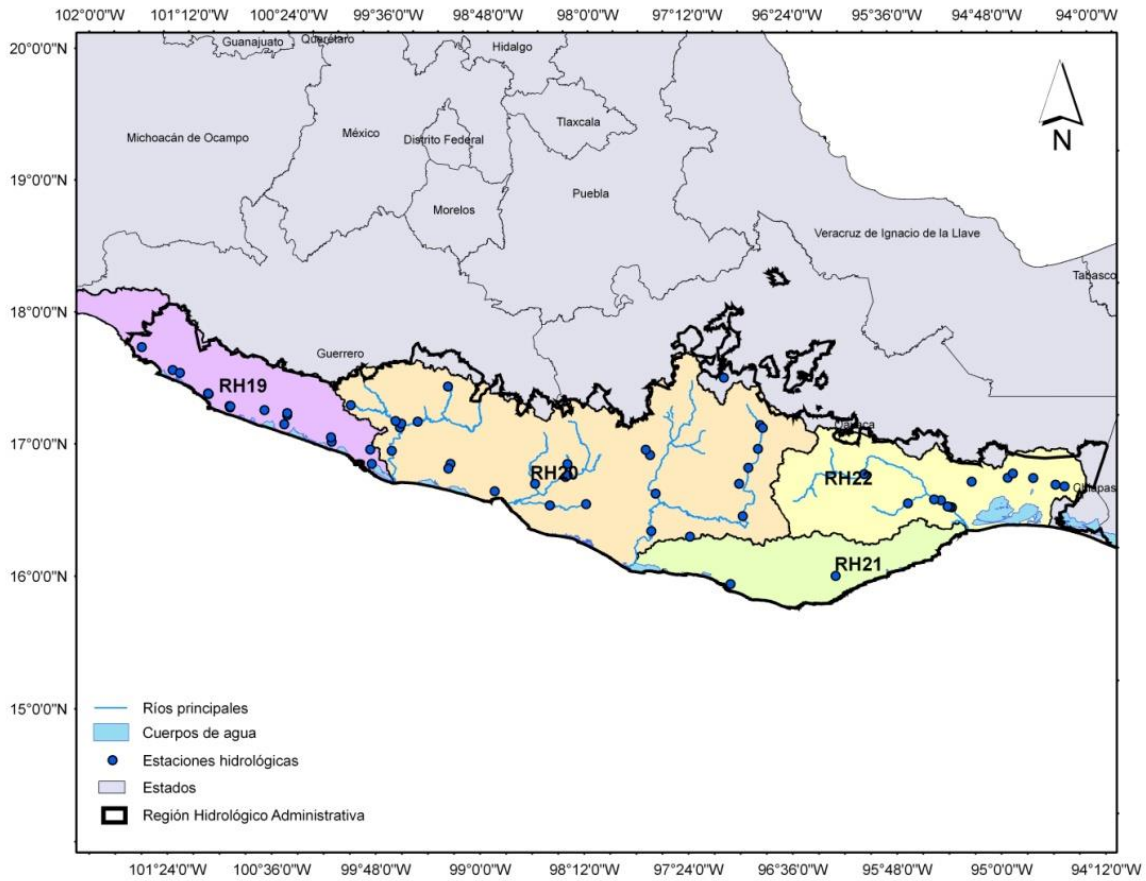 102°0'0"W 101°12'0"W 100°24'0"W 99°36'0"W 98°48'0"W 98°0'0"W 97°12'0"W 96°24'0"W 95°36'0"W 94°48'0"W 94°0'0"W
20°0'0"N
Guanajuato
Querétaro
Hidalgo
Michoacán de Ocampo
México
Distrito Federal
Tlaxcala
N
19°0'0"N
Morelos
Puebla
Veracruz de Ignacio de la Llave
Tabasco
18°0'0"N
Guerrero
RH19
17°0'0"N
Oaxaca
RH20
RH22
Chiapas
RH21
16°0'0"N
15°0'0"N
Ríos principales
Cuerpos de agua
Estaciones hidrológicas
Estados
Región Hidrológico Administrativa
101°24'0"W 100°36'0"W 99°48'0"W 99°0'0"W 98°12'0"W 97°24'0"W 96°36'0"W 95°48'0"W 95°0'0"W 94°12'0"W